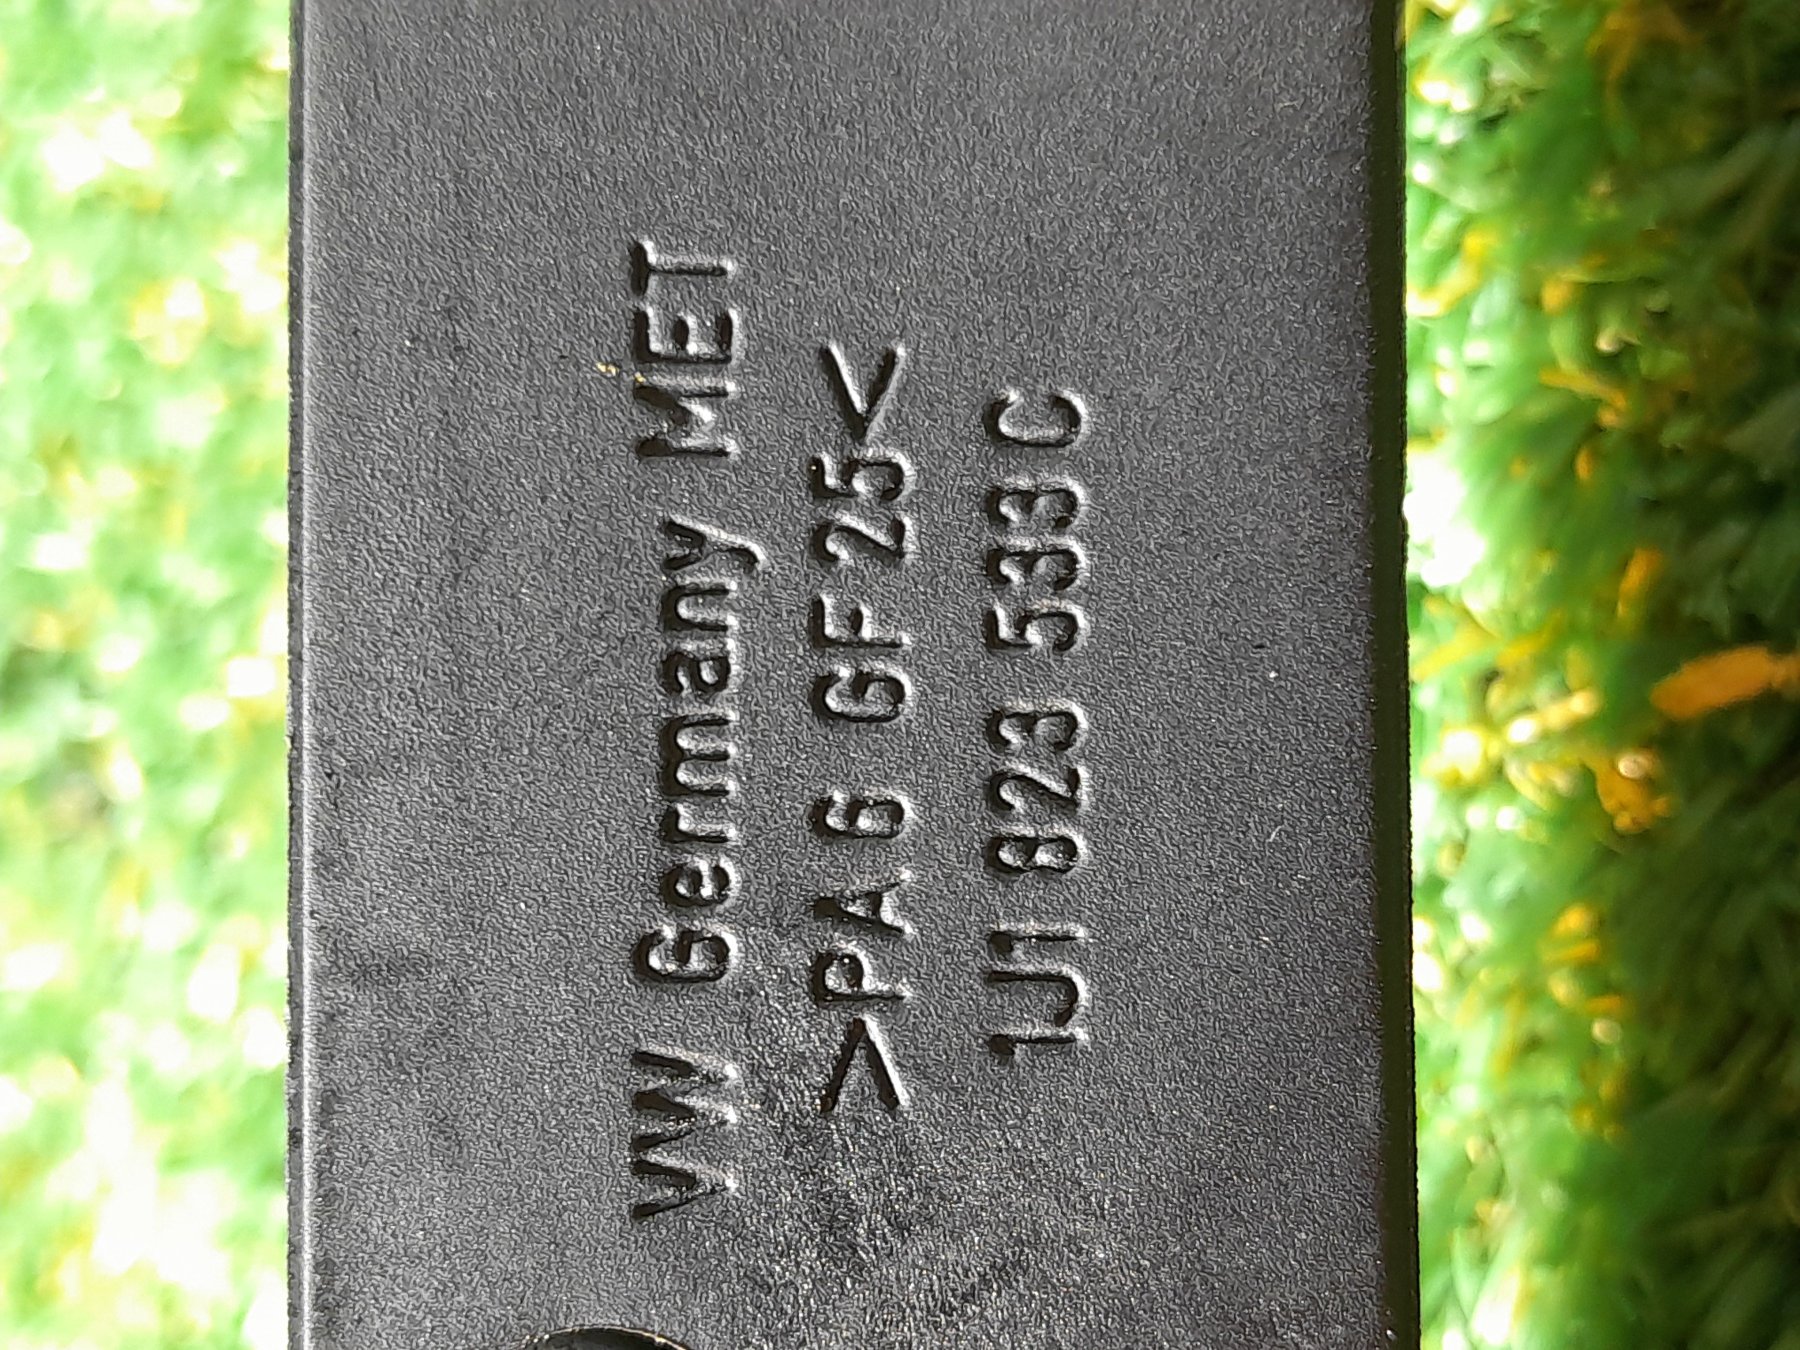 VW Germany MET
>PA 6 GF 25<
1J1 823 533 C